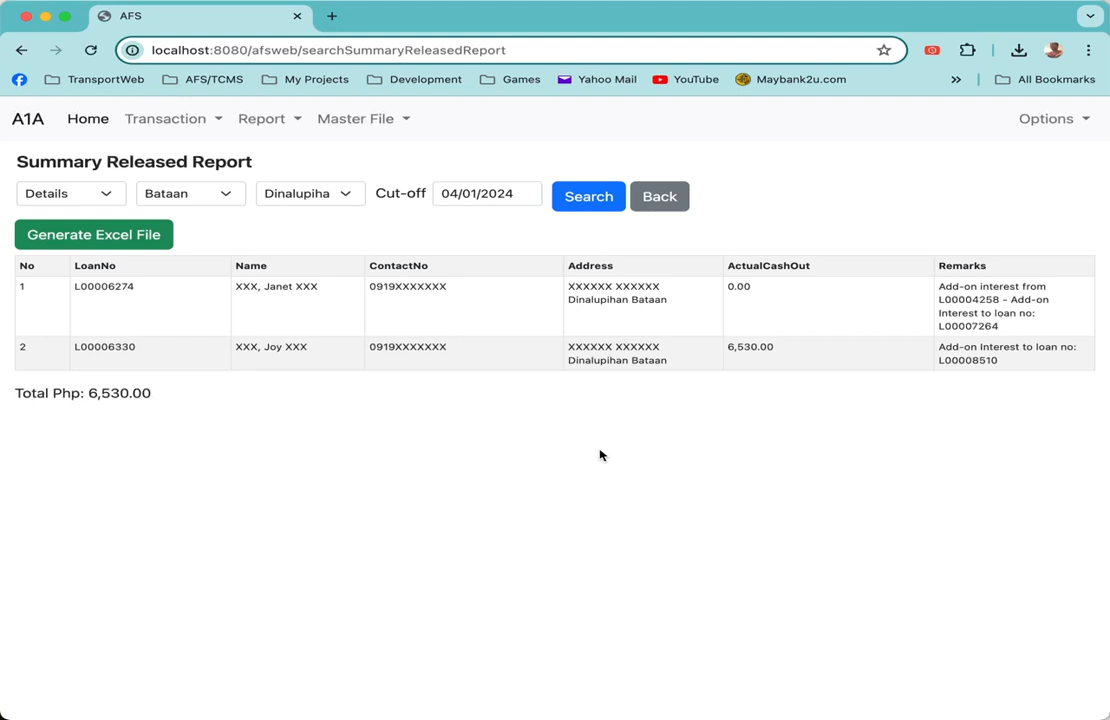 AFS
localhost:8080/afsweb/searchSummaryReleasedReport
TransportWeb AFS/TCMS My Projects Development Games Yahoo Mail YouTube Maybank2u.com » All Bookmarks
A1A Home Transaction Report Master File Options
Summary Released Report
Details Bataan Dinalupiha Cut-off 04/01/2024 Search Back
Generate Excel File
No LoanNo Name ContactNo Address ActualCashOut Remarks
1 L00006274 XXX, Janet XXX 0919XXXXXXX XXXXXX XXXXXX 0.00 Add-on interest from
Dinalupihan Bataan L00004258 - Add-on
Interest to loan no:
L00007264
2 L00006330 XXX, Joy XXX 0919XXXXXXX XXXXXX XXXXXX 6,530.00 Add-on Interest to loan no:
Dinalupihan Bataan L00008510
Total Php: 6,530.00